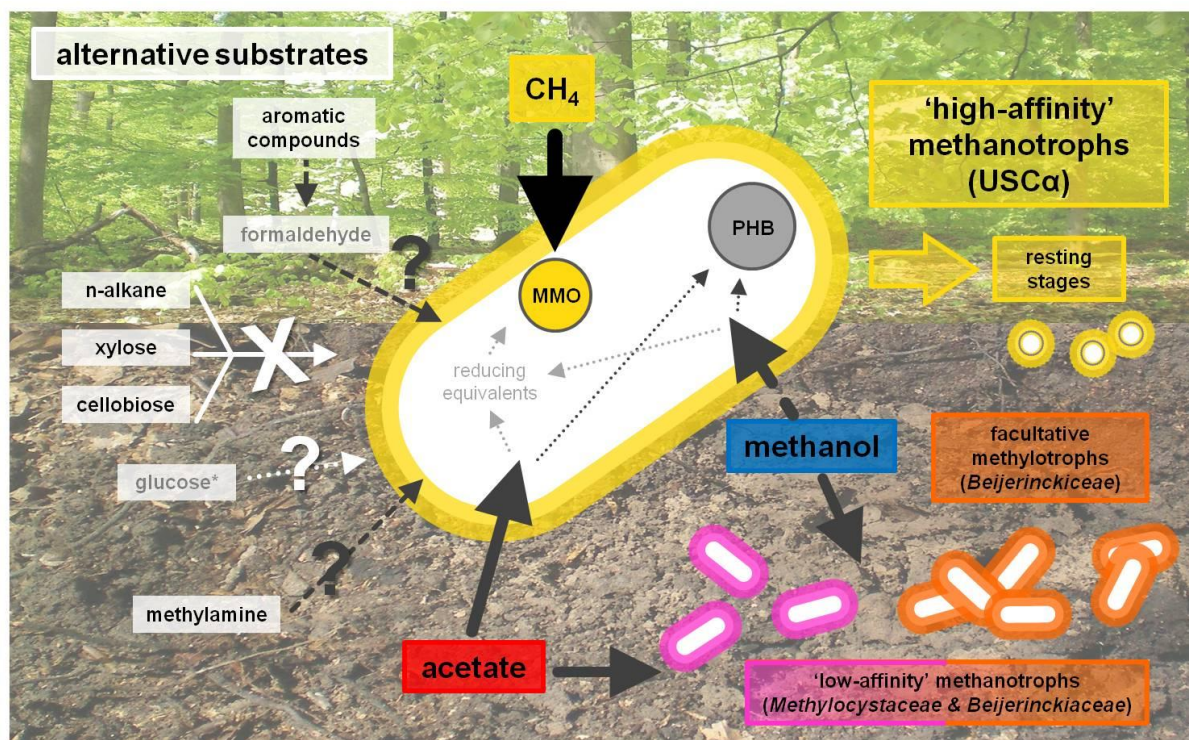 alternative substrates
aromatic
compounds
formaldehyde
?
n-alkane
xylose
cellobiose
X
glucose*
?
methylamine
?
CH₄
MMO
PHB
reducing
equivalents
acetate
methanol
‘high-affinity’
methanotrophs
(USCα)
resting
stages
facultative
methylotrophs
(Beijerinckiceae)
‘low-affinity’ methanotrophs
(Methylocystaceae & Beijerinckiaceae)